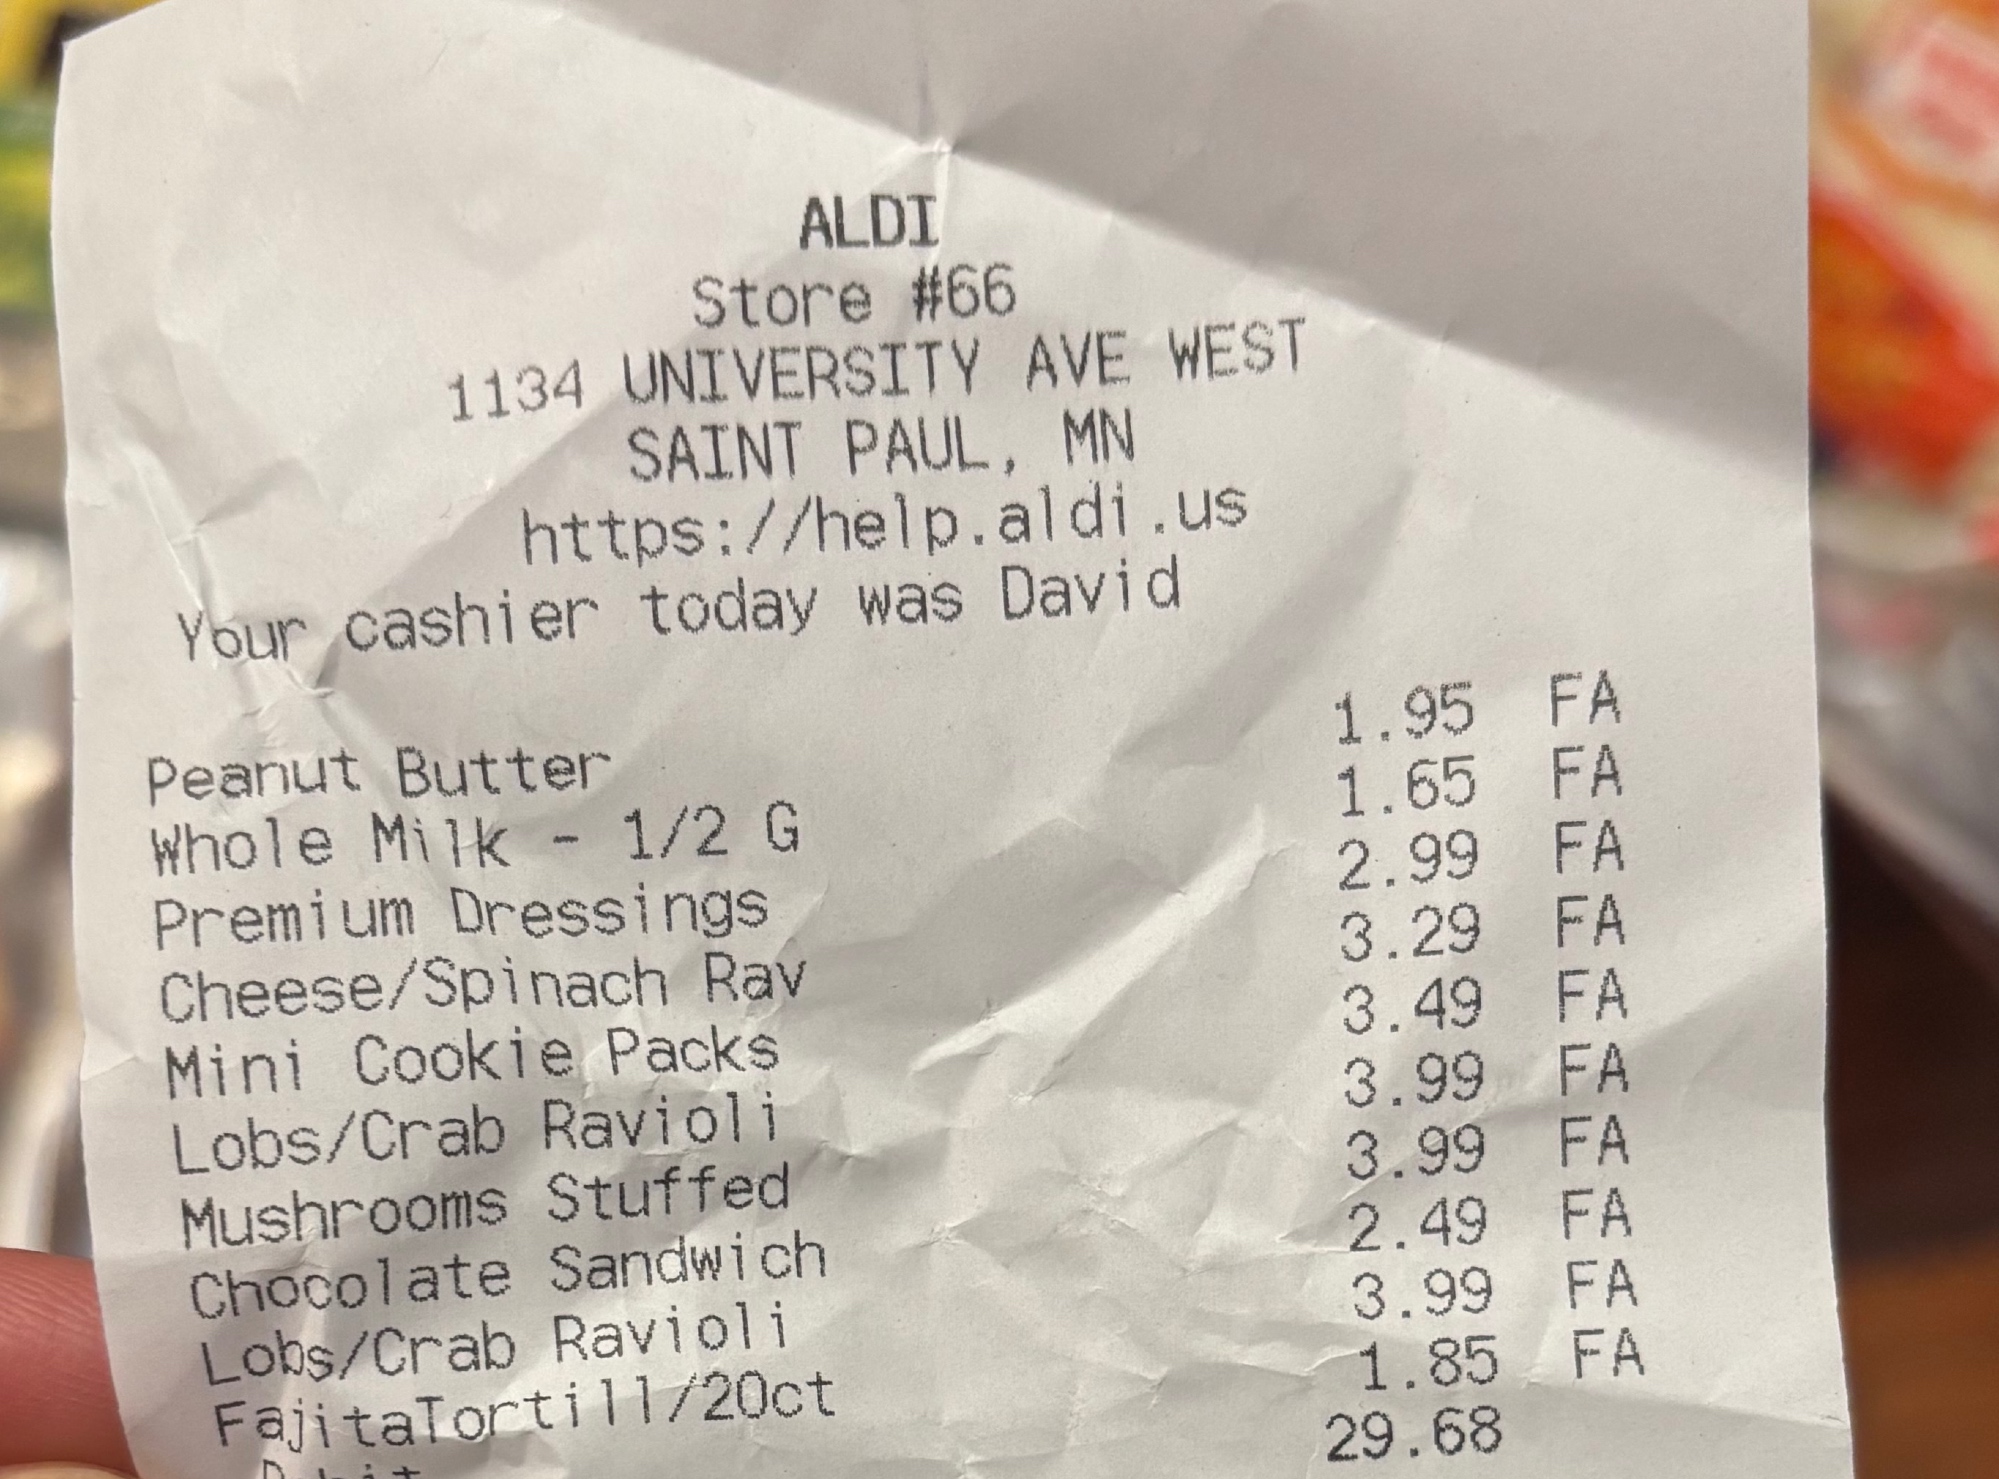 ALDI
Store #66
1134 UNIVERSITY AVE WEST
SAINT PAUL, MN
https://help.aldi.us
Your cashier today was David
Peanut Butter 1.95 FA
Whole Milk - 1/2 G 1.65 FA
Premium Dressings 2.99 FA
Cheese/Spinach Rav 3.29 FA
Mini Cookie Packs 3.49 FA
Lobs/Crab Ravioli 3.99 FA
Mushrooms Stuffed 3.99 FA
Chocolate Sandwich 2.49 FA
Lobs/Crab Ravioli 3.99 FA
FajitaTortill/20ct 1.85 FA
29.68